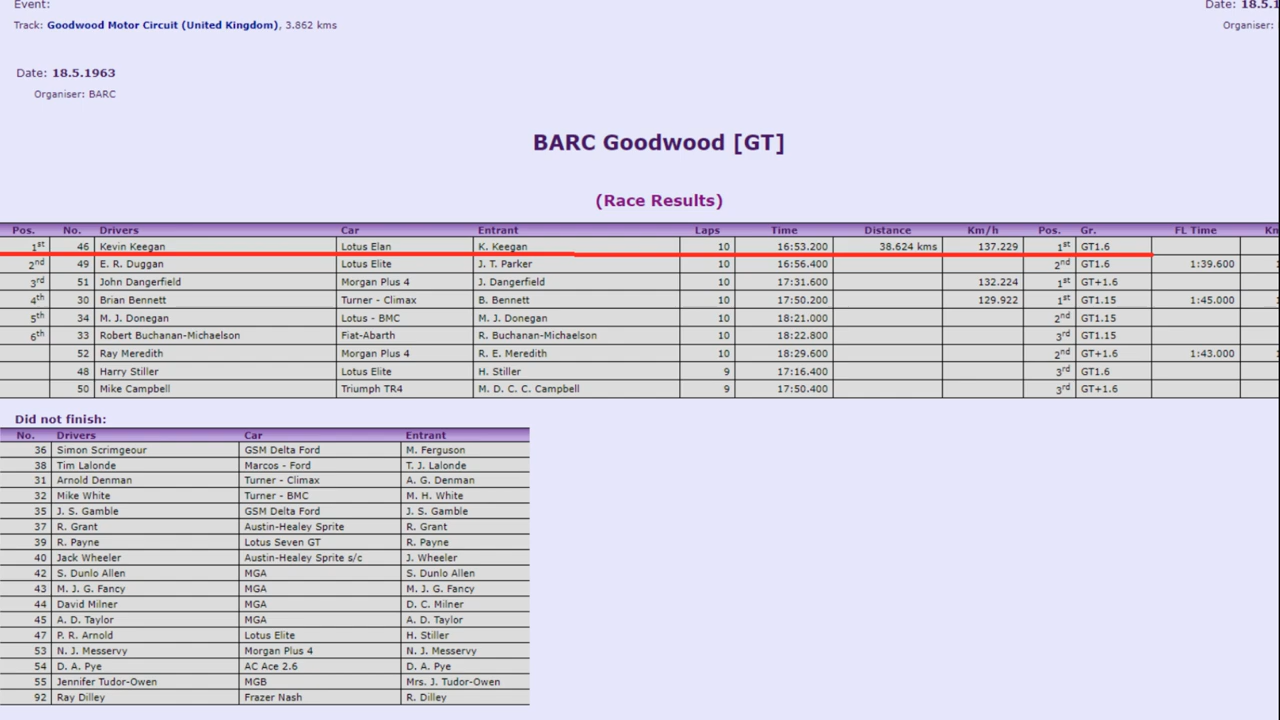 Event:
Date: 18.5.1
Track: Goodwood Motor Circuit (United Kingdom), 3.862 kms
Organiser:
Date: 18.5.1963
Organiser: BARC
BARC Goodwood [GT]
(Race Results)
Pos. No. Drivers Car Entrant Laps Time Distance Km/h Pos. Gr. FL Time Kn
1st 46 Kevin Keegan Lotus Elan K. Keegan 10 16:53.200 38.624 kms 137.229 1st GT1.6
2nd 49 E. R. Duggan Lotus Elite J. T. Parker 10 16:56.400 2nd GT1.6 1:39.600
3rd 51 John Dangerfield Morgan Plus 4 J. Dangerfield 10 17:31.600 132.224 1st GT+1.6
4th 30 Brian Bennett Turner - Climax B. Bennett 10 17:50.200 129.922 1st GT1.15 1:45.000
5th 34 M. J. Donegan Lotus - BMC M. J. Donegan 10 18:21.000 2nd GT1.15
6th 33 Robert Buchanan-Michaelson Fiat-Abarth R. Buchanan-Michaelson 10 18:22.800 3rd GT1.15
52 Ray Meredith Morgan Plus 4 R. E. Meredith 10 18:29.600 2nd GT+1.6 1:43.000
48 Harry Stiller Lotus Elite H. Stiller 9 17:16.400 3rd GT1.6
50 Mike Campbell Triumph TR4 M. D. C. C. Campbell 9 17:50.400 3rd GT+1.6
Did not finish:
No. Drivers Car Entrant
36 Simon Scrimgeour GSM Delta Ford M. Ferguson
38 Tim Lalonde Marcos - Ford T. J. Lalonde
31 Arnold Denman Turner - Climax A. G. Denman
32 Mike White Turner - BMC M. H. White
35 J. S. Gamble GSM Delta Ford J. S. Gamble
37 R. Grant Austin-Healey Sprite R. Grant
39 R. Payne Lotus Seven GT R. Payne
40 Jack Wheeler Austin-Healey Sprite s/c J. Wheeler
42 S. Dunlo Allen MGA S. Dunlo Allen
43 M. J. G. Fancy MGA M. J. G. Fancy
44 David Milner MGA D. C. Milner
45 A. D. Taylor MGA A. D. Taylor
47 P. R. Arnold Lotus Elite H. Stiller
53 N. J. Messervy Morgan Plus 4 N. J. Messervy
54 D. A. Pye AC Ace 2.6 D. A. Pye
55 Jennifer Tudor-Owen MGB Mrs. J. Tudor-Owen
92 Ray Dilley Frazer Nash R. Dilley